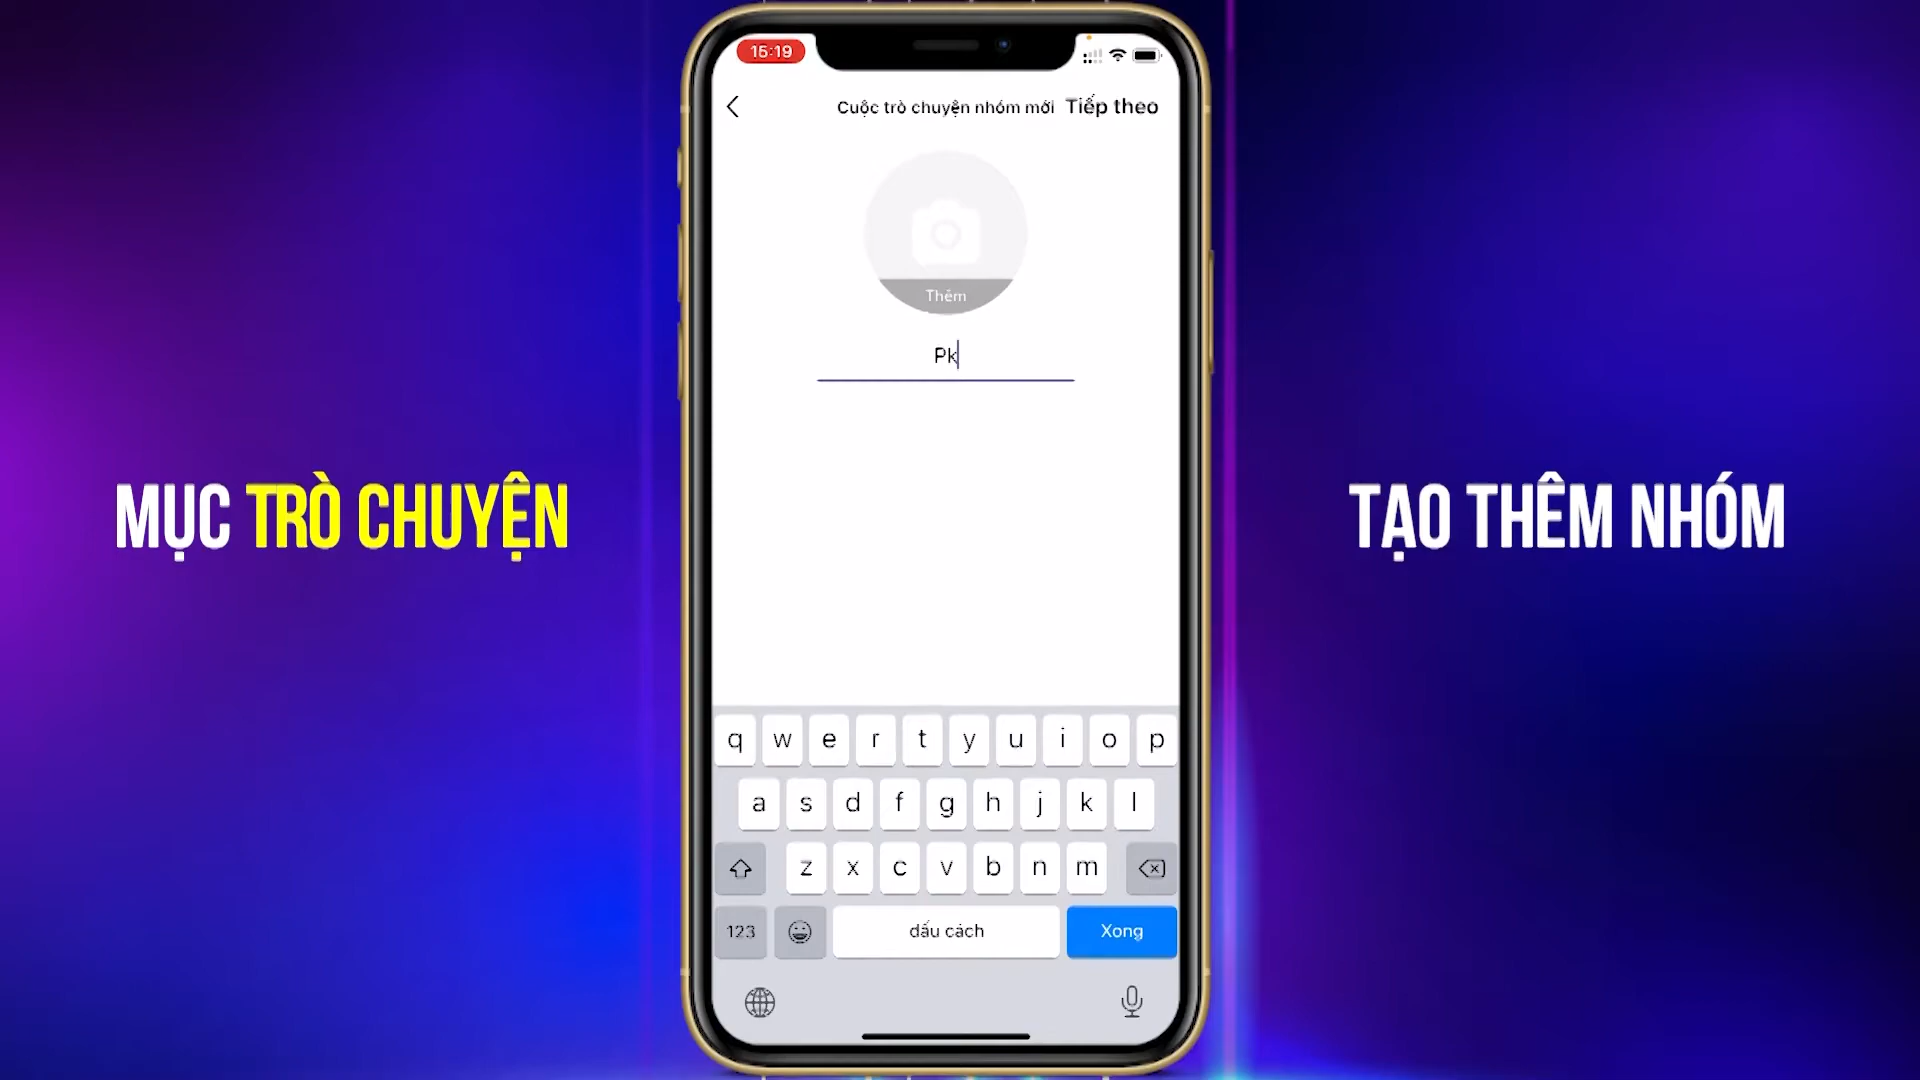 15:19
Cuộc trò chuyện nhóm mới Tiếp theo
Thêm
Pk
MỤC TRÒ CHUYỆN
TẠO THÊM NHÓM
q w e r t y u i o p
a s d f g h j k l
z x c v b n m
123 dấu cách Xong